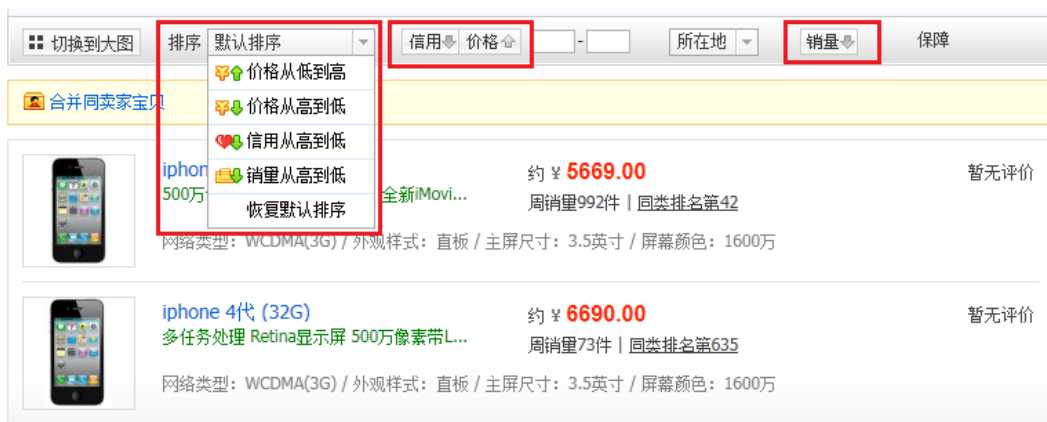 切换到大图 排序 默认排序 信用 价格 - 所在地 销量 保障
价格从低到高
价格从高到低
信用从高到低
销量从高到低
恢复默认排序
合并同卖家宝贝
iphon
500万 全新iMovi...
约 ¥ 5669.00
周销量992件 | 同类排名第42
暂无评价
网络类型：WCDMA(3G) / 外观样式：直板 / 主屏尺寸：3.5英寸 / 屏幕颜色：1600万
iphone 4代 (32G)
多任务处理 Retina显示屏 500万像素带L...
约 ¥ 6690.00
周销量73件 | 同类排名第635
暂无评价
网络类型：WCDMA(3G) / 外观样式：直板 / 主屏尺寸：3.5英寸 / 屏幕颜色：1600万